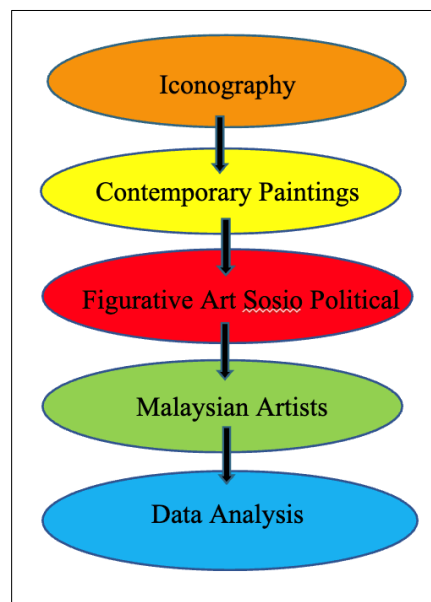 Iconography
Contemporary Paintings
Figurative Art Sosio Political
Malaysian Artists
Data Analysis